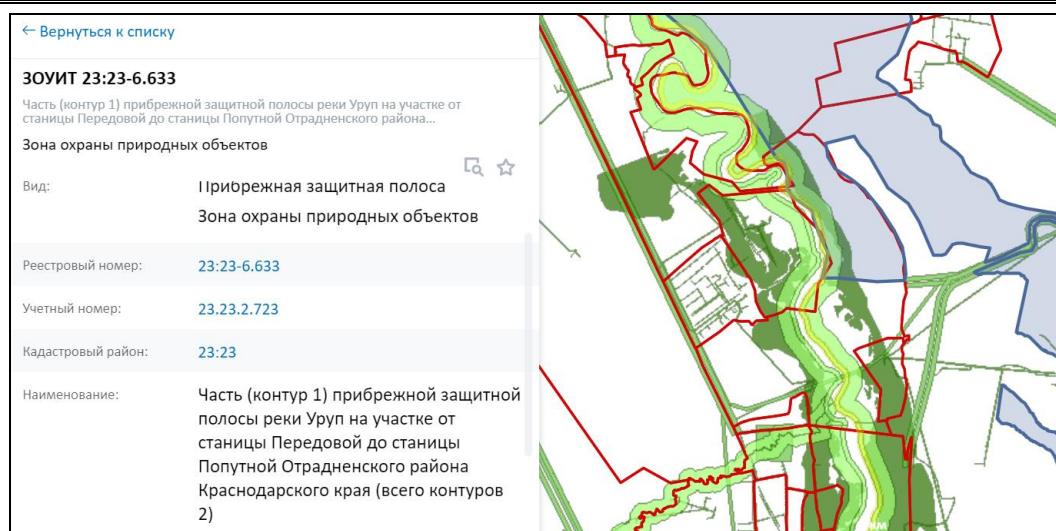 ← Вернуться к списку
ЗОУИТ 23:23-6.633
Часть (контур 1) прибрежной защитной полосы реки Уруп на участке от
станицы Передовой до станицы Попутной Отрадненского района...
Зона охраны природных объектов
Вид:
Прибрежная защитная полоса
Зона охраны природных объектов
Реестровый номер:
23:23-6.633
Учетный номер:
23.23.2.723
Кадастровый район:
23:23
Наименование:
Часть (контур 1) прибрежной защитной
полосы реки Уруп на участке от
станицы Передовой до станицы
Попутной Отрадненского района
Краснодарского края (всего контуров
2)
км